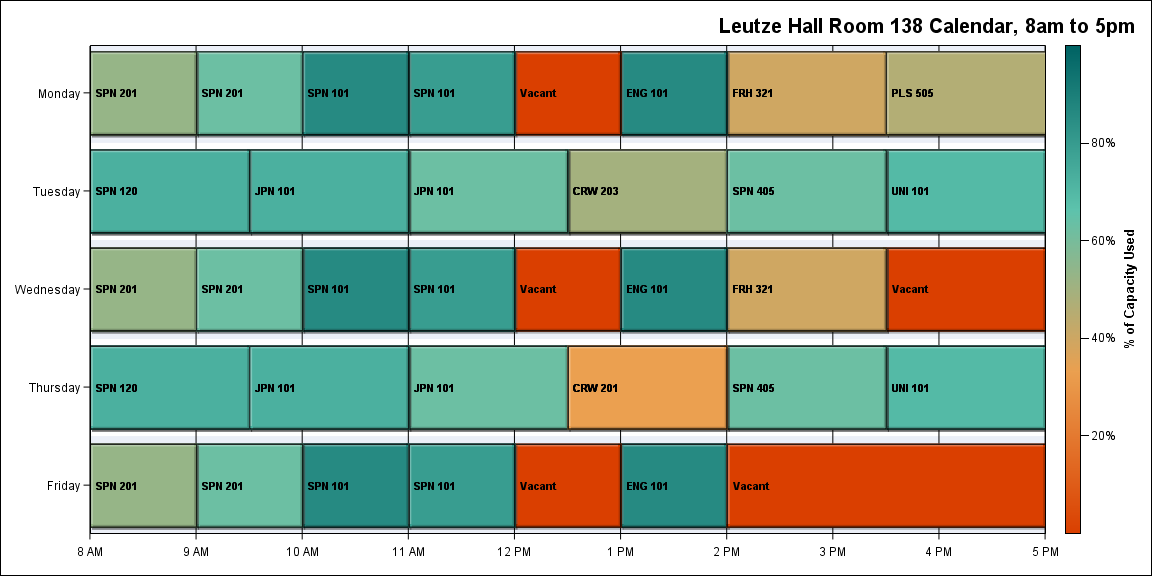 Leutze Hall Room 138 Calendar, 8am to 5pm
Monday
SPN 201
SPN 201
SPN 101
SPN 101
Vacant
ENG 101
FRH 321
PLS 505
Tuesday
SPN 120
JPN 101
JPN 101
CRW 203
SPN 405
UNI 101
Wednesday
SPN 201
SPN 201
SPN 101
SPN 101
Vacant
ENG 101
FRH 321
Vacant
Thursday
SPN 120
JPN 101
JPN 101
CRW 201
SPN 405
UNI 101
Friday
SPN 201
SPN 201
SPN 101
SPN 101
Vacant
ENG 101
Vacant
8 AM
9 AM
10 AM
11 AM
12 PM
1 PM
2 PM
3 PM
4 PM
5 PM
80%
60%
40%
20%
% of Capacity Used